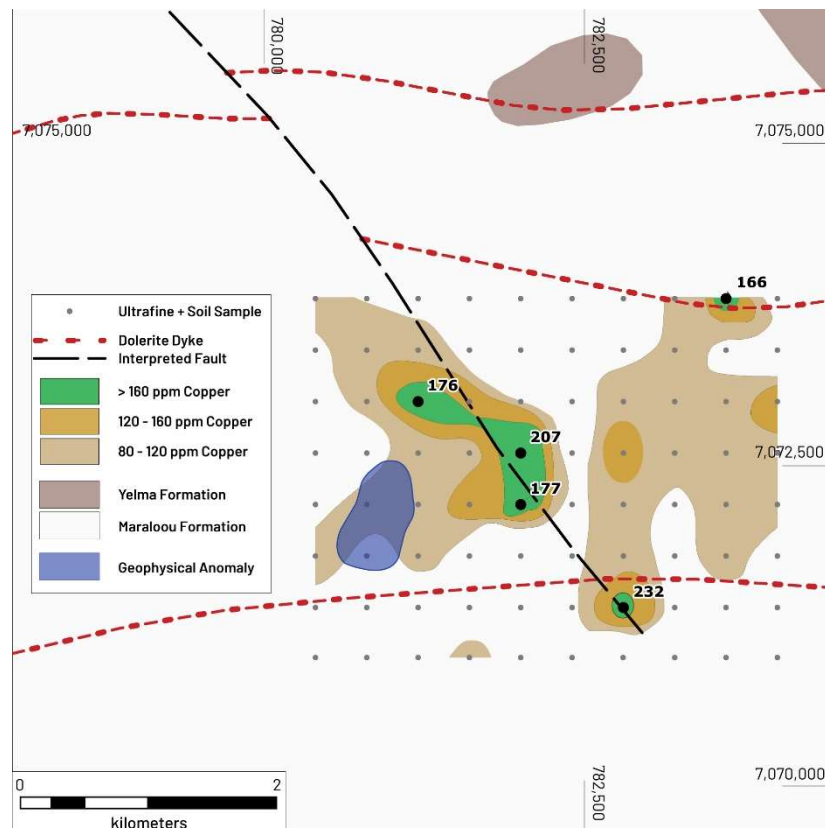 780,000
782,500
7,075,000
7,075,000
166
Ultrafine + Soil Sample
Dolerite Dyke
Interpreted Fault
> 160 ppm Copper
120 - 160 ppm Copper
80 - 120 ppm Copper
Yelma Formation
Maraloou Formation
Geophysical Anomaly
176
207
7,072,500
177
232
0
2
kilometers
782,500
7,070,000